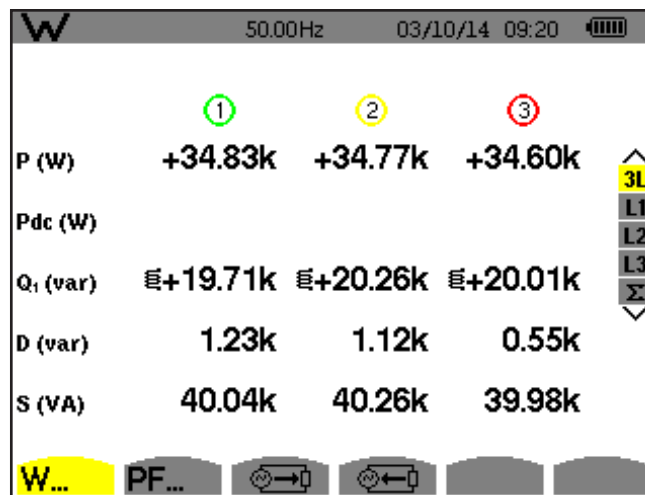 W 50.00Hz 03/10/14 09:20
1 2 3
P (W) +34.83k +34.77k +34.60k
3L
L1
Pdc (W)
L2
L3
Q₁ (var) +19.71k +20.26k +20.01k
Σ
D (var) 1.23k 1.12k 0.55k
S (VA) 40.04k 40.26k 39.98k
W... PF...